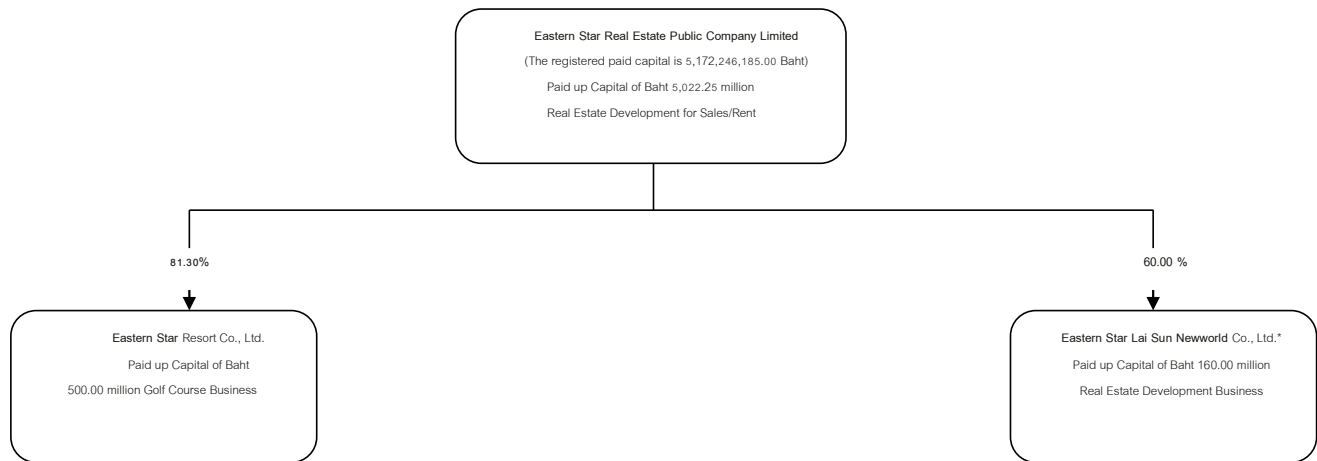 Eastern Star Real Estate Public Company Limited
(The registered paid capital is 5,172,246,185.00 Baht)
Paid up Capital of Baht 5,022.25 million
Real Estate Development for Sales/Rent
81.30%
60.00 %
Eastern Star Resort Co., Ltd.
Paid up Capital of Baht
500.00 million Golf Course Business
Eastern Star Lai Sun Newworld Co., Ltd.*
Paid up Capital of Baht 160.00 million
Real Estate Development Business